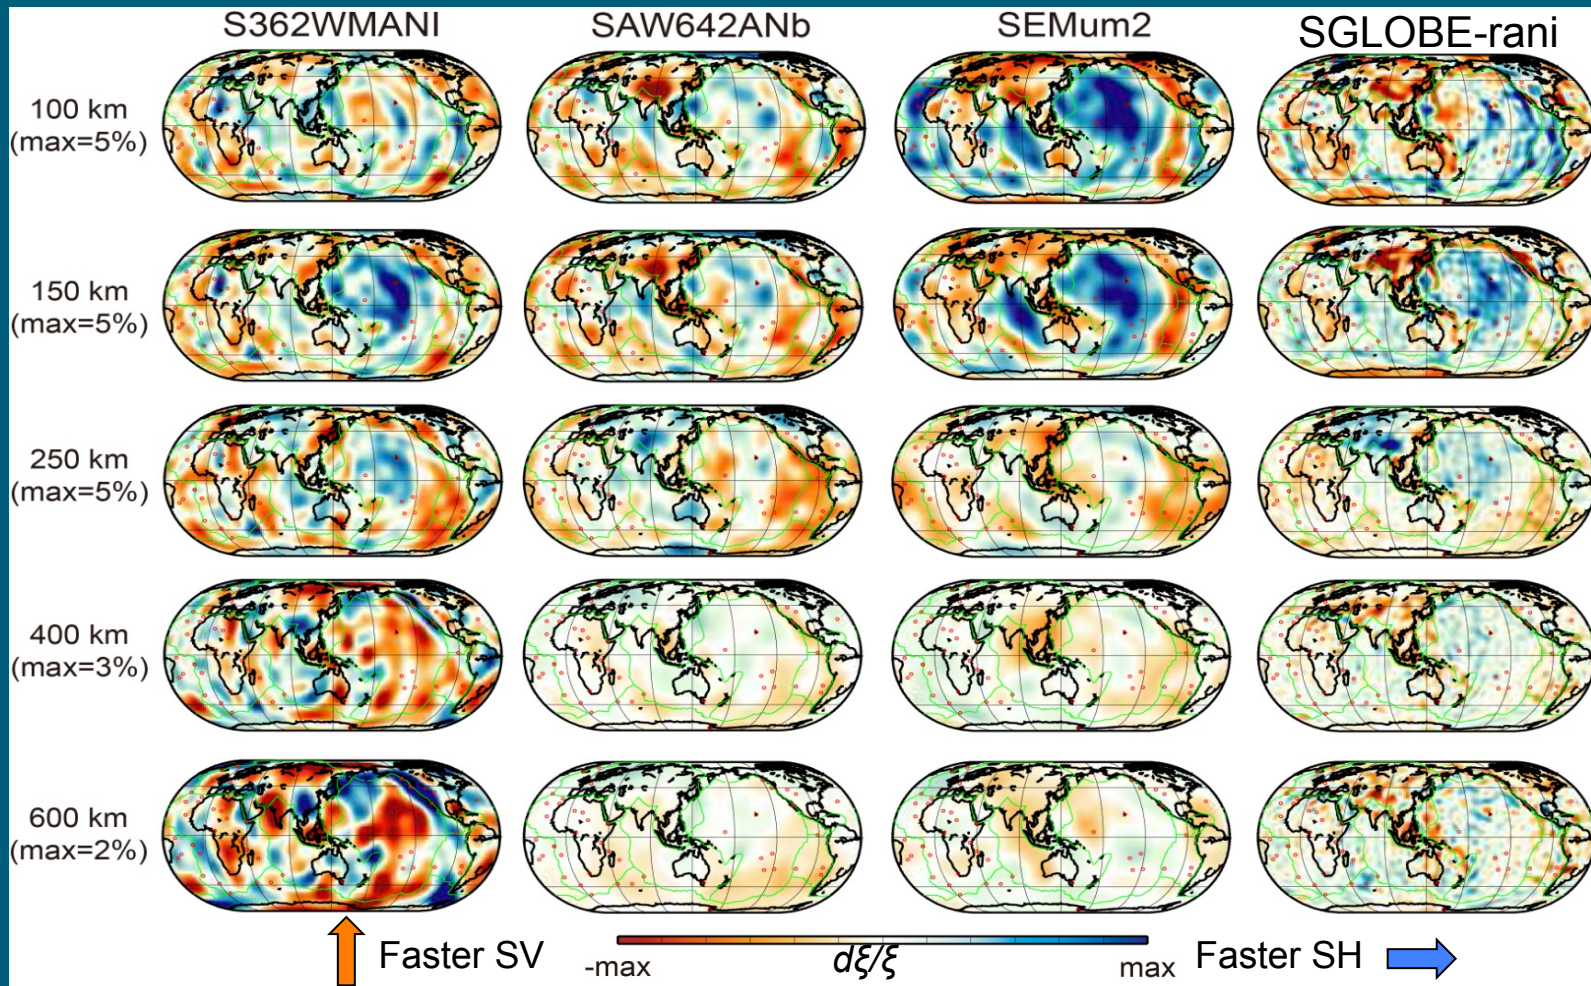 S362WMANI SAW642ANb SEMum2 SGLOBE-rani
100 km
(max=5%)
150 km
(max=5%)
250 km
(max=5%)
400 km
(max=3%)
600 km
(max=2%)
Faster SV -max dξ/ξ max Faster SH